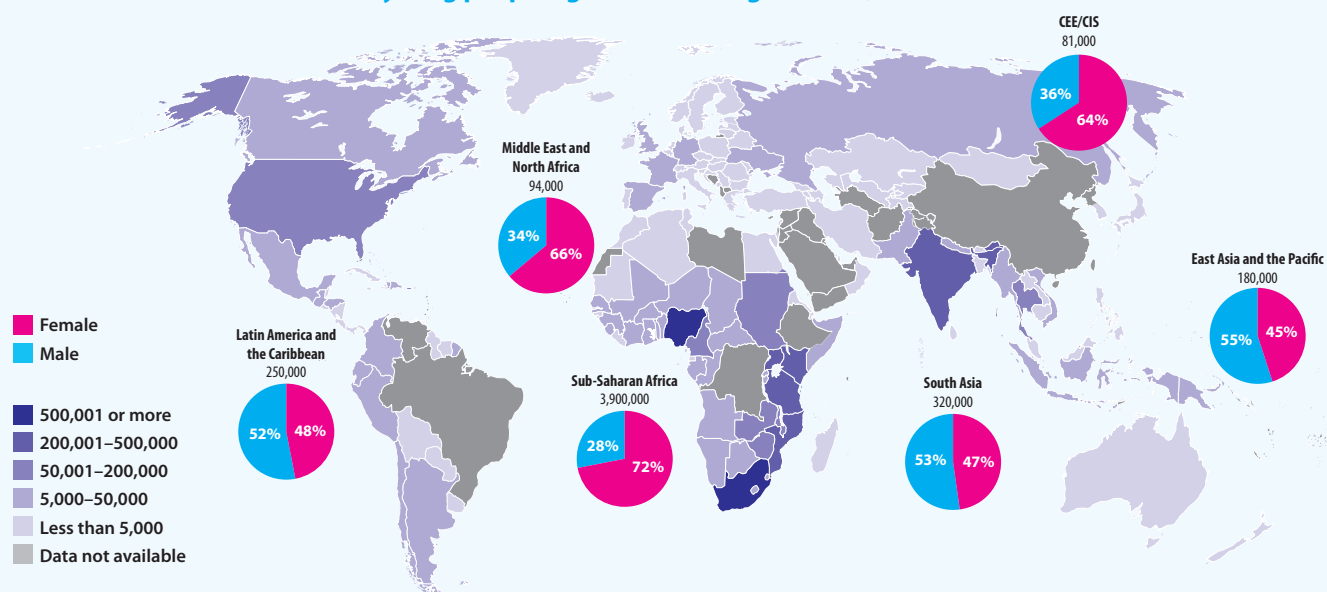 CEE/CIS
81,000
36%
64%
Middle East and
North Africa
94,000
34%
66%
East Asia and the Pacific
180,000
55%
45%
Female
Male
Latin America and
the Caribbean
250,000
52%
48%
Sub-Saharan Africa
3,900,000
28%
72%
South Asia
320,000
53%
47%
500,001 or more
200,001–500,000
50,001–200,000
5,000–50,000
Less than 5,000
Data not available